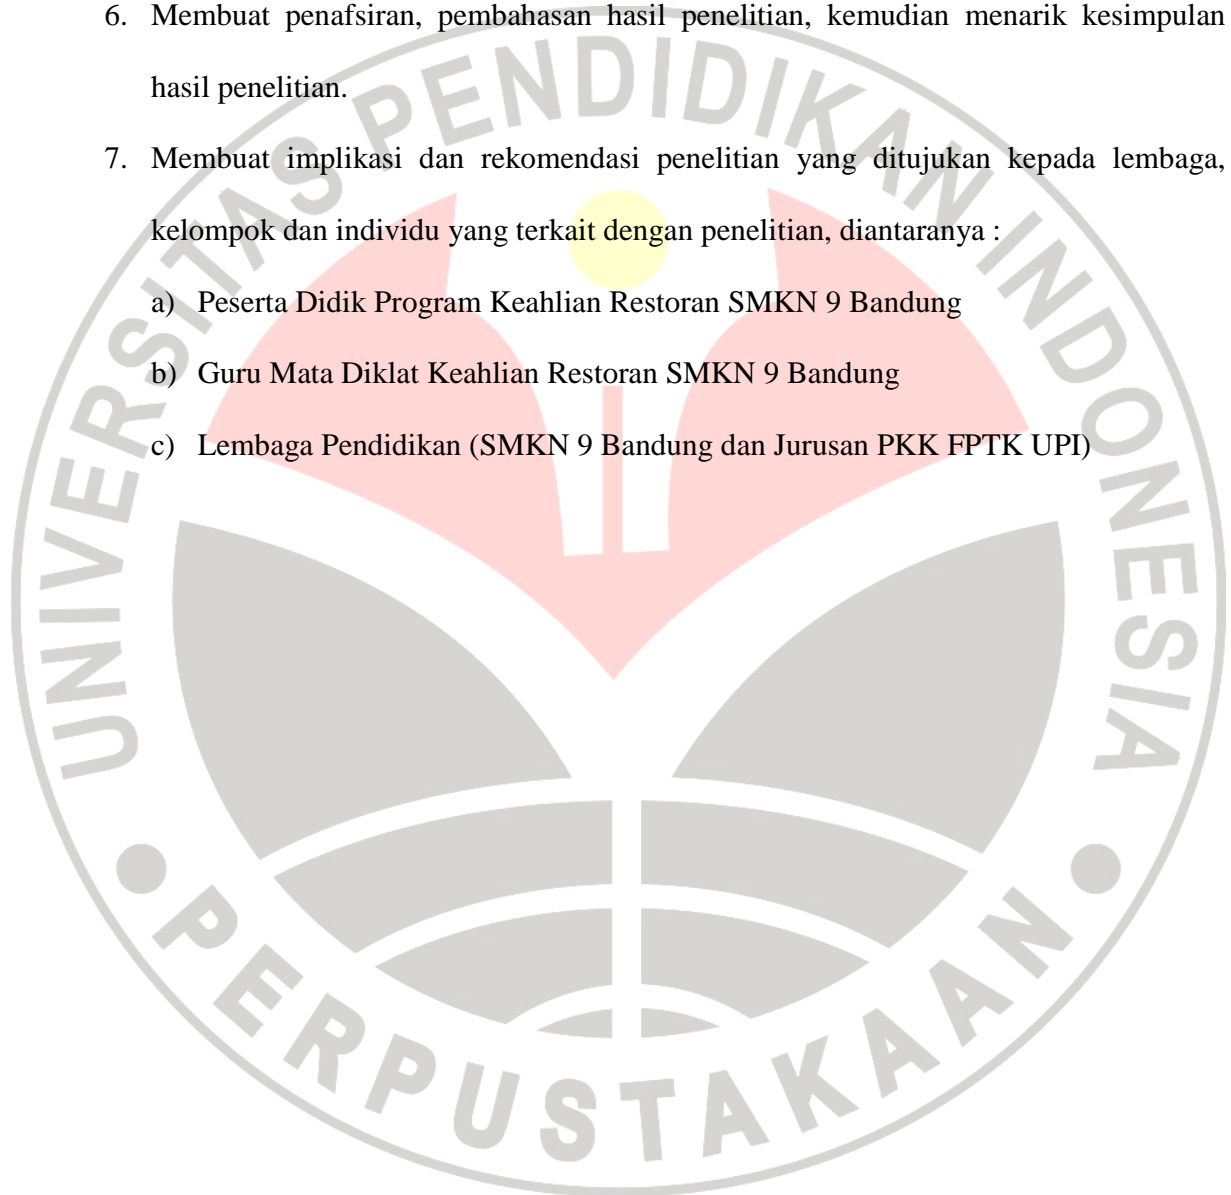 6. Membuat penafsiran, pembahasan hasil penelitian, kemudian menarik kesimpulan
hasil penelitian.
7. Membuat implikasi dan rekomendasi penelitian yang ditujukan kepada lembaga,
kelompok dan individu yang terkait dengan penelitian, diantaranya :
a) Peserta Didik Program Keahlian Restoran SMKN 9 Bandung
b) Guru Mata Diklat Keahlian Restoran SMKN 9 Bandung
c) Lembaga Pendidikan (SMKN 9 Bandung dan Jurusan PKK FPTK UPI)
UNIVERSITAS PENDIDIKAN INDONESIA
PERPUSTAKAAN